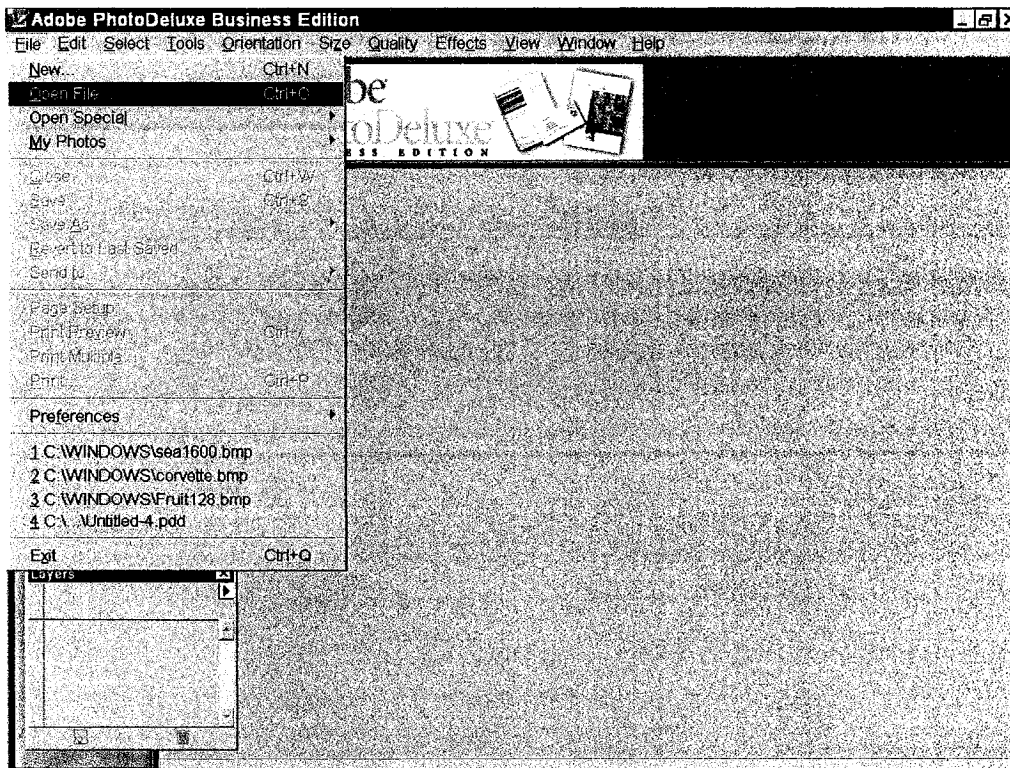 Adobe PhotoDeluxe Business Edition
File Edit Select Tools Orientation Size Quality Effects View Window Help
New... Ctrl+N
Open File... Ctrl+O
Open Special
My Photos
be
oDeluxe
ESS EDITION
Close Ctrl+W
Save Ctrl+S
Save As
Revert to Last Saved
Send to
Page Setup...
Print Preview Ctrl+/
Print Multiple...
Print... Ctrl+P
Preferences
1 C:\WINDOWS\sea1600.bmp
2 C:\WINDOWS\corvette.bmp
3 C:\WINDOWS\Fruit128.bmp
4 C:\...\Untitled-4.pdd
Exit Ctrl+Q
Layers